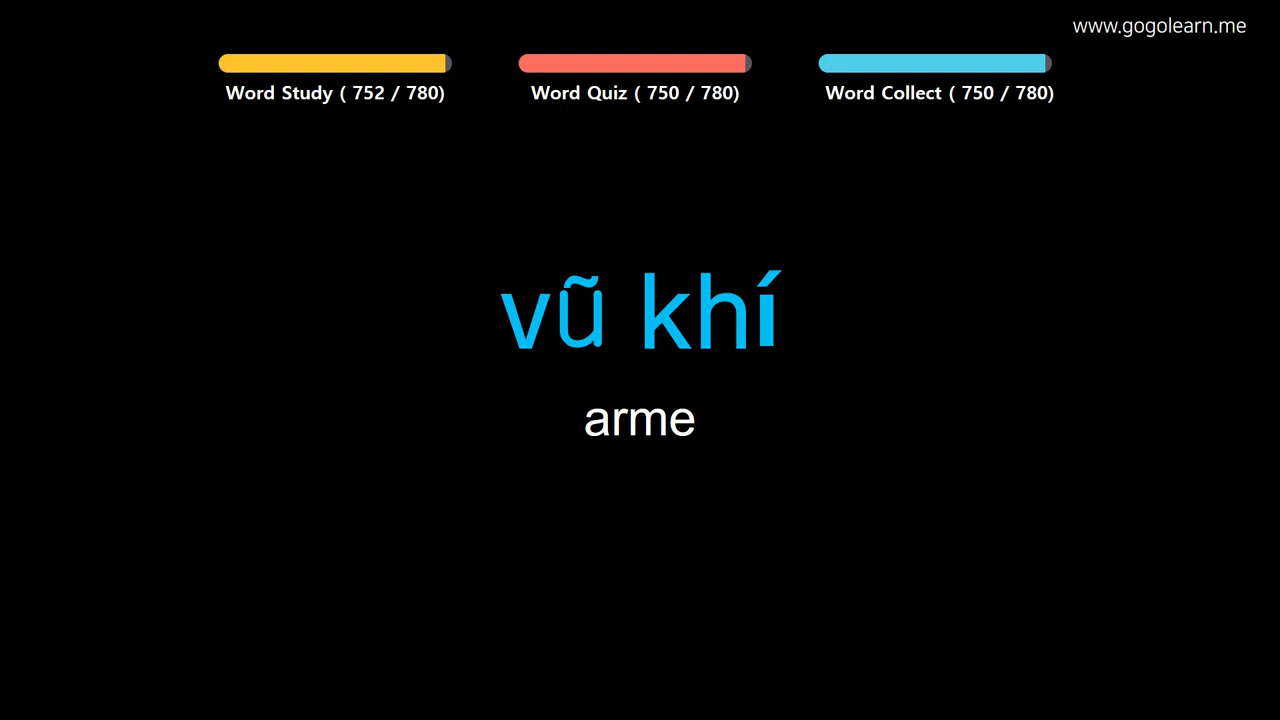 www.gogolearn.me
Word Study ( 752 / 780)
Word Quiz ( 750 / 780)
Word Collect ( 750 / 780)
vũ khí
arme